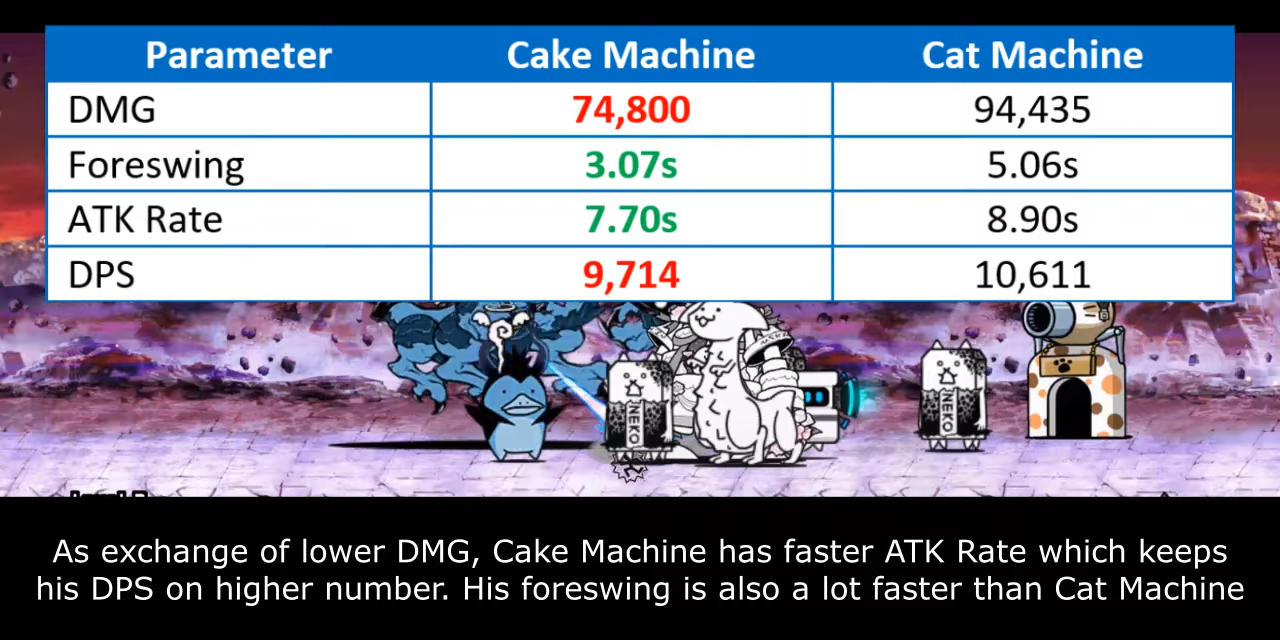 Parameter Cake Machine Cat Machine
DMG 74,800 94,435
Foreswing 3.07s 5.06s
ATK Rate 7.70s 8.90s
DPS 9,714 10,611
NEKO
NEKO
As exchange of lower DMG, Cake Machine has faster ATK Rate which keeps
his DPS on higher number. His foreswing is also a lot faster than Cat Machine